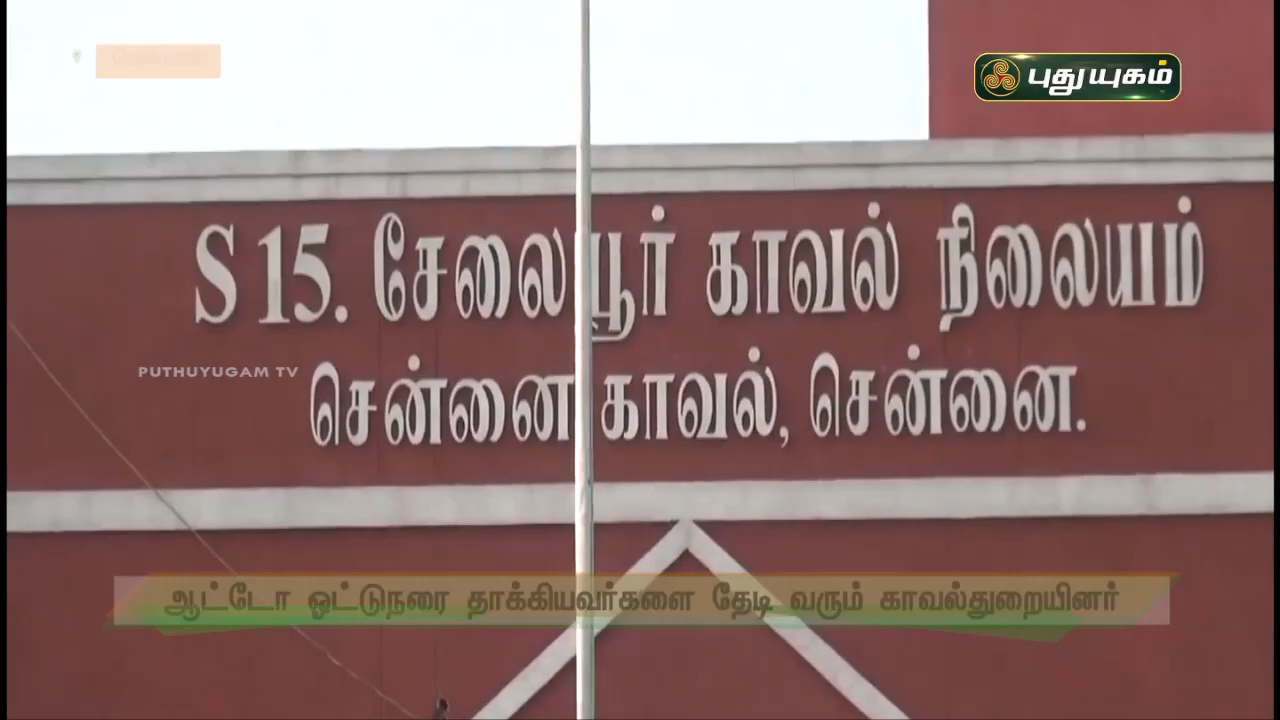 புதுயுகம்
S 15. சேலையூர் காவல் நிலையம்
PUTHUYUGAM TV
சென்னை காவல், சென்னை.
ஆட்டோ ஓட்டுநரை தாக்கியவர்களை தேடி வரும் காவல்துறையினர்